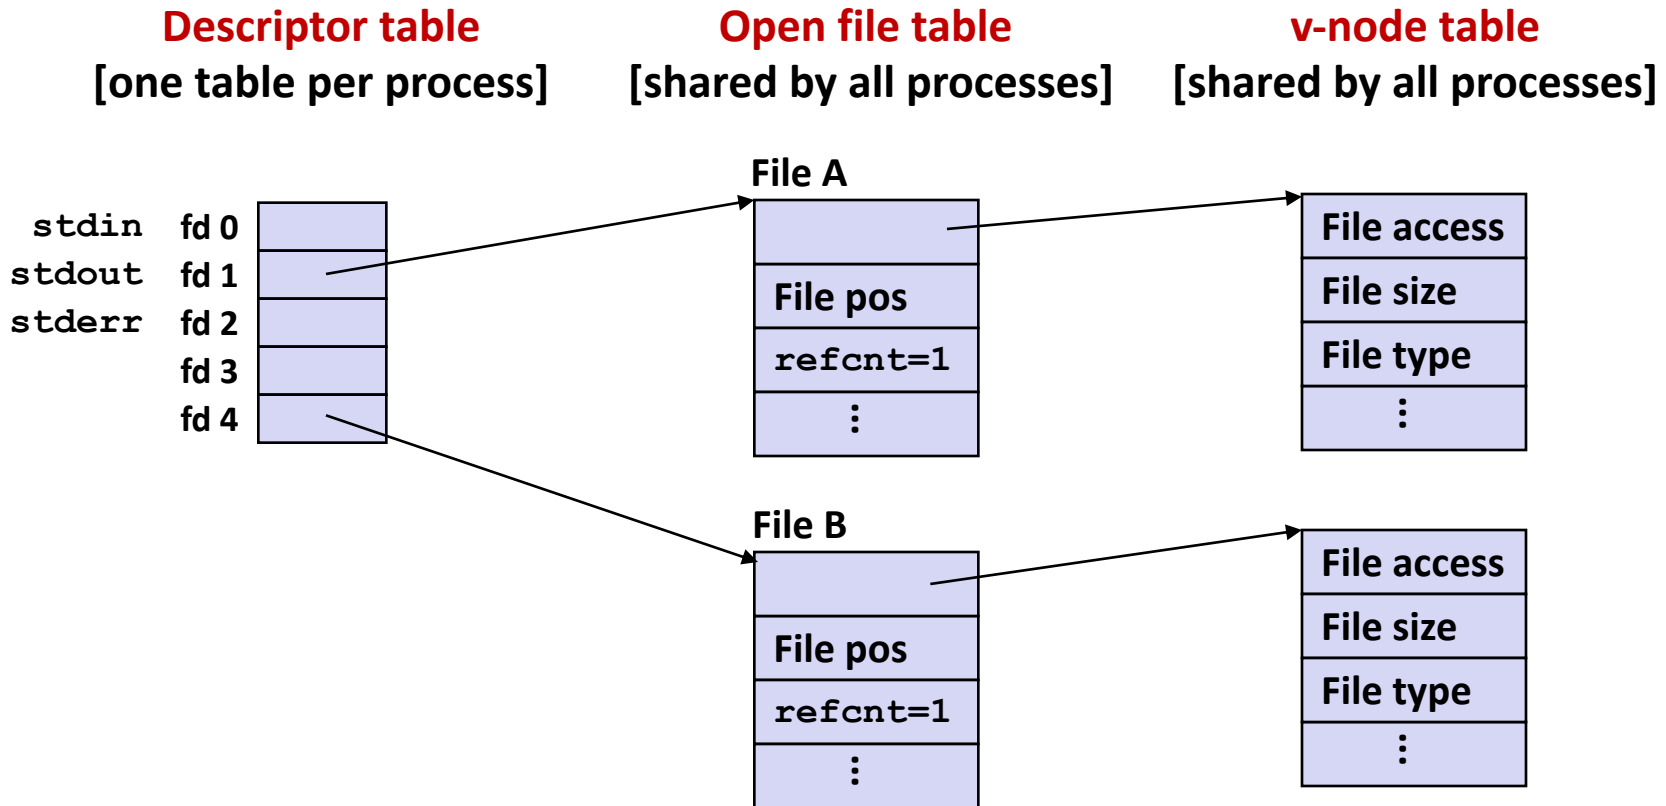 Descriptor table
[one table per process]
Open file table
[shared by all processes]
v-node table
[shared by all processes]
stdin fd 0
stdout fd 1
stderr fd 2
fd 3
fd 4
File A
File pos
refcnt=1
⋮
File access
File size
File type
⋮
File B
File pos
refcnt=1
⋮
File access
File size
File type
⋮